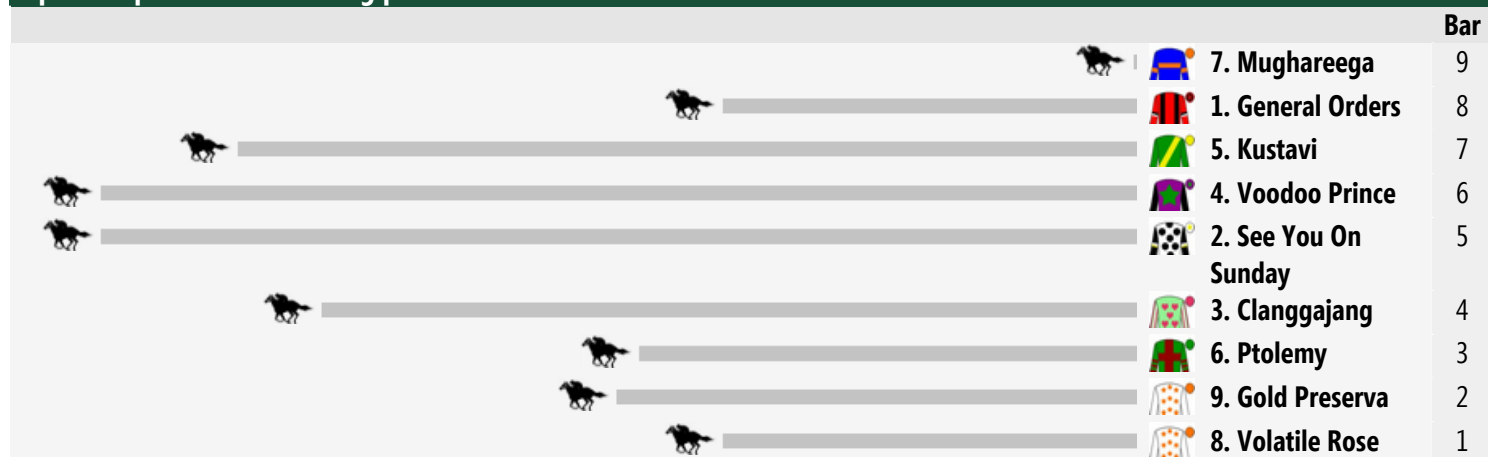 Bar
7. Mughareega 9
1. General Orders 8
5. Kustavi 7
4. Voodoo Prince 6
2. See You On 5
Sunday
3. Clanggajang 4
6. Ptolemy 3
9. Gold Preserva 2
8. Volatile Rose 1